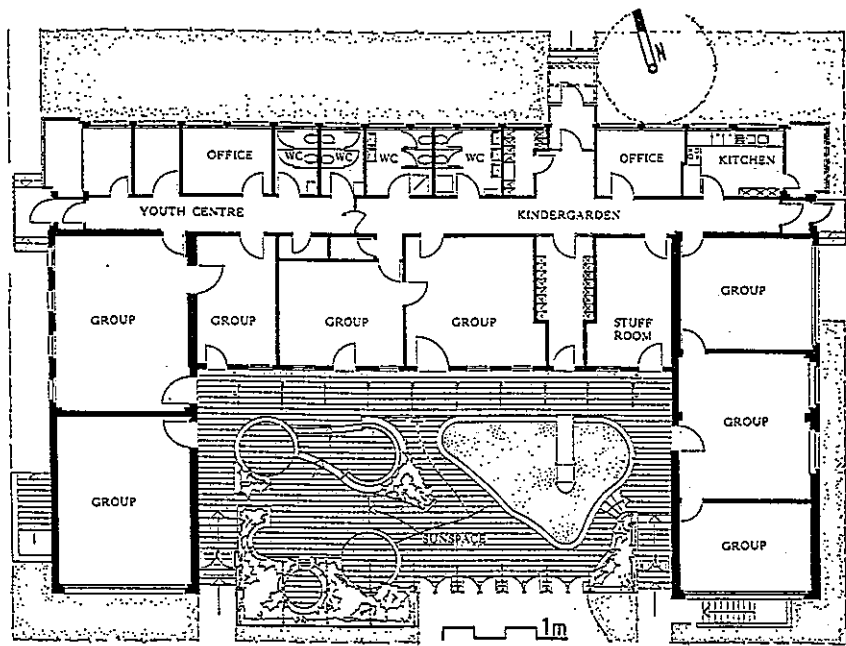 N
OFFICE
WC
WC
WC
WC
OFFICE
KITCHEN
YOUTH CENTRE
KINDERGARDEN
GROUP
GROUP
GROUP
GROUP
STUFF
ROOM
GROUP
GROUP
GROUP
GROUP
SUNSPACE
1m